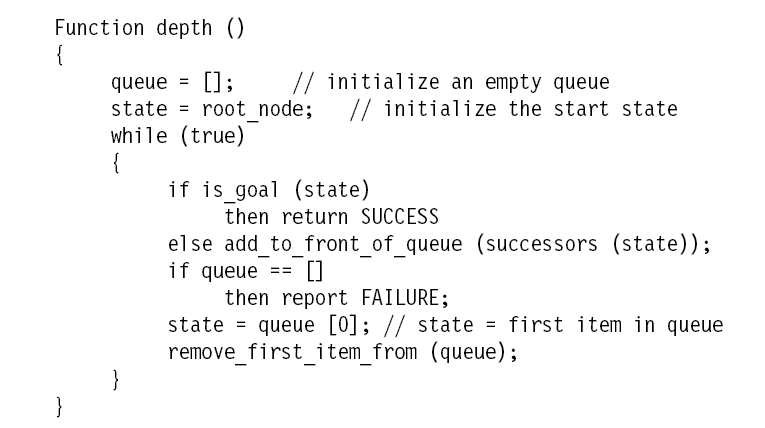 Function depth ()
{
queue = []; // initialize an empty queue
state = root_node; // initialize the start state
while (true)
{
if is_goal (state)
then return SUCCESS
else add_to_front_of_queue (successors (state));
if queue == []
then report FAILURE;
state = queue [0]; // state = first item in queue
remove_first_item_from (queue);
}
}